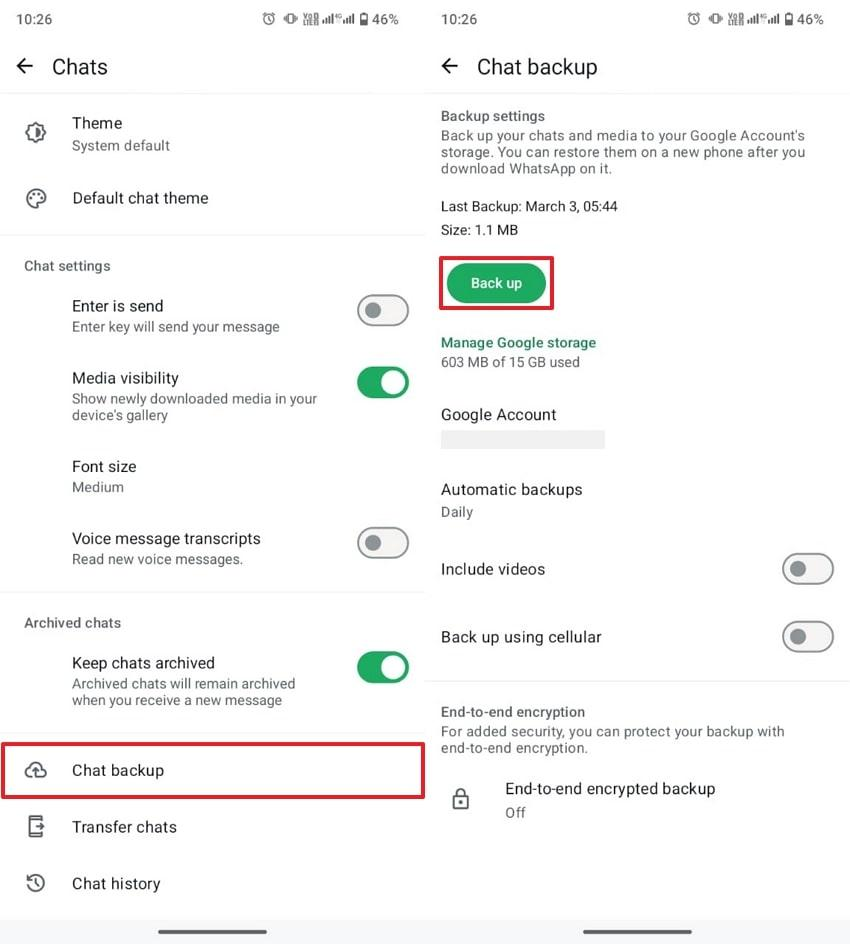 10:26
46%
Chats
Theme
System default
Default chat theme
Chat settings
Enter is send
Enter key will send your message
Media visibility
Show newly downloaded media in your
device's gallery
Font size
Medium
Voice message transcripts
Read new voice messages.
Archived chats
Keep chats archived
Archived chats will remain archived
when you receive a new message
Chat backup
Transfer chats
Chat history
10:26
46%
Chat backup
Backup settings
Back up your chats and media to your Google Account's
storage. You can restore them on a new phone after you
download WhatsApp on it.
Last Backup: March 3, 05:44
Size: 1.1 MB
Back up
Manage Google storage
603 MB of 15 GB used
Google Account
Automatic backups
Daily
Include videos
Back up using cellular
End-to-end encryption
For added security, you can protect your backup with
end-to-end encryption.
End-to-end encrypted backup
Off